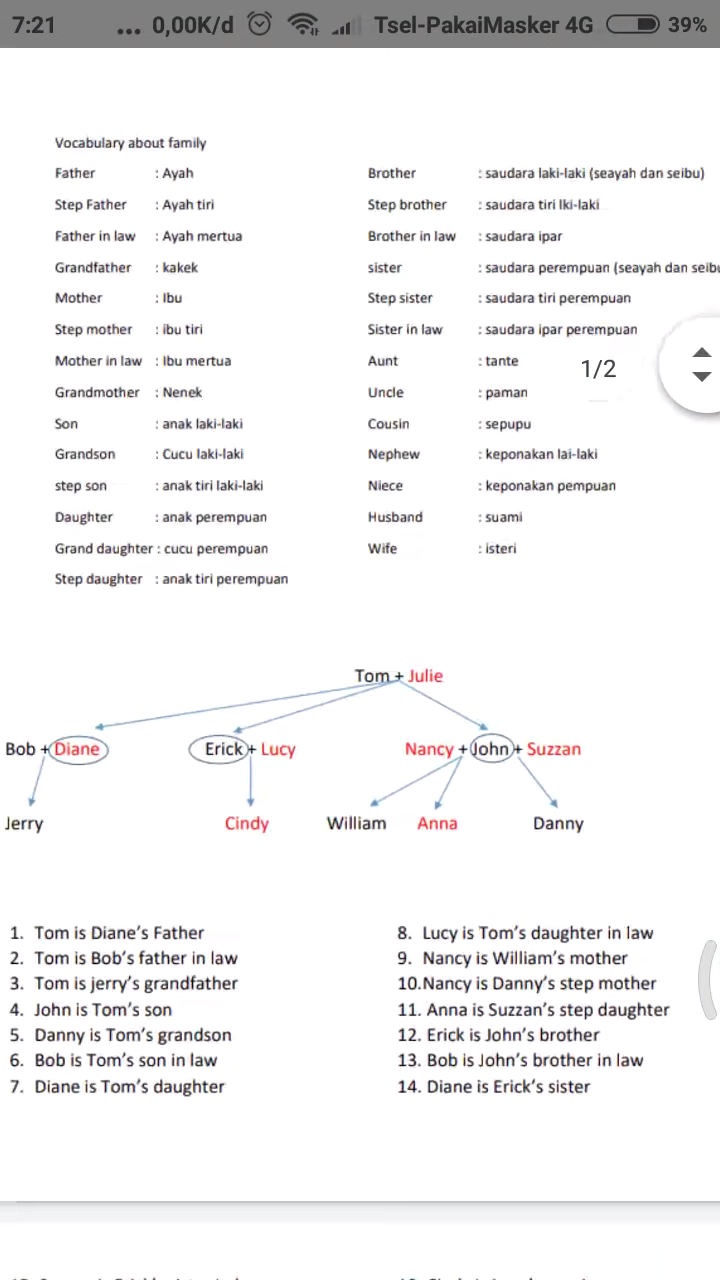 7:21 ... 0,00K/d Tsel-PakaiMasker 4G 39%
Vocabulary about family
Father : Ayah Brother : saudara laki-laki (seayah dan seibu)
Step Father : Ayah tiri Step brother : saudara tiri lki-laki
Father in law : Ayah mertua Brother in law : saudara ipar
Grandfather : kakek sister : saudara perempuan (seayah dan seibu
Mother : Ibu Step sister : saudara tiri perempuan
Step mother : ibu tiri Sister in law : saudara ipar perempuan
Mother in law : Ibu mertua Aunt : tante 1/2
Grandmother : Nenek Uncle : paman
Son : anak laki-laki Cousin : sepupu
Grandson : Cucu laki-laki Nephew : keponakan lai-laki
step son : anak tiri laki-laki Niece : keponakan pempuan
Daughter : anak perempuan Husband : suami
Grand daughter : cucu perempuan Wife : isteri
Step daughter : anak tiri perempuan
Tom + Julie
Bob + Diane Erick + Lucy Nancy + John + Suzzan
Jerry Cindy William Anna Danny
1. Tom is Diane's Father
2. Tom is Bob's father in law
3. Tom is jerry's grandfather
4. John is Tom's son
5. Danny is Tom's grandson
6. Bob is Tom's son in law
7. Diane is Tom's daughter
8. Lucy is Tom's daughter in law
9. Nancy is William's mother
10.Nancy is Danny's step mother
11. Anna is Suzzan's step daughter
12. Erick is John's brother
13. Bob is John's brother in law
14. Diane is Erick's sister